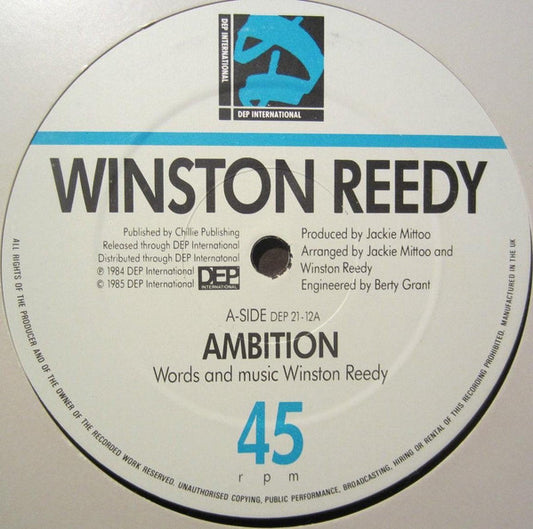 DEP INTERNATIONAL
DEP INTERNATIONAL
WINSTON REEDY
Published by Chillie Publishing
Released through DEP International
Distributed through DEP International
℗ 1984 DEP International
© 1985 DEP International
DEP
INTERNATIONAL
Produced by Jackie Mittoo
Arranged by Jackie Mittoo and
Winston Reedy
Engineered by Berty Grant
A-SIDE DEP 21-12A
AMBITION
Words and music Winston Reedy
45
rpm
ALL RIGHTS OF THE PRODUCER AND OF THE OWNER OF THE RECORDED WORK RESERVED. UNAUTHORISED COPYING, PUBLIC PERFORMANCE, BROADCASTING, HIRING OR RENTAL OF THIS RECORDING PROHIBITED. MANUFACTURED IN THE UK